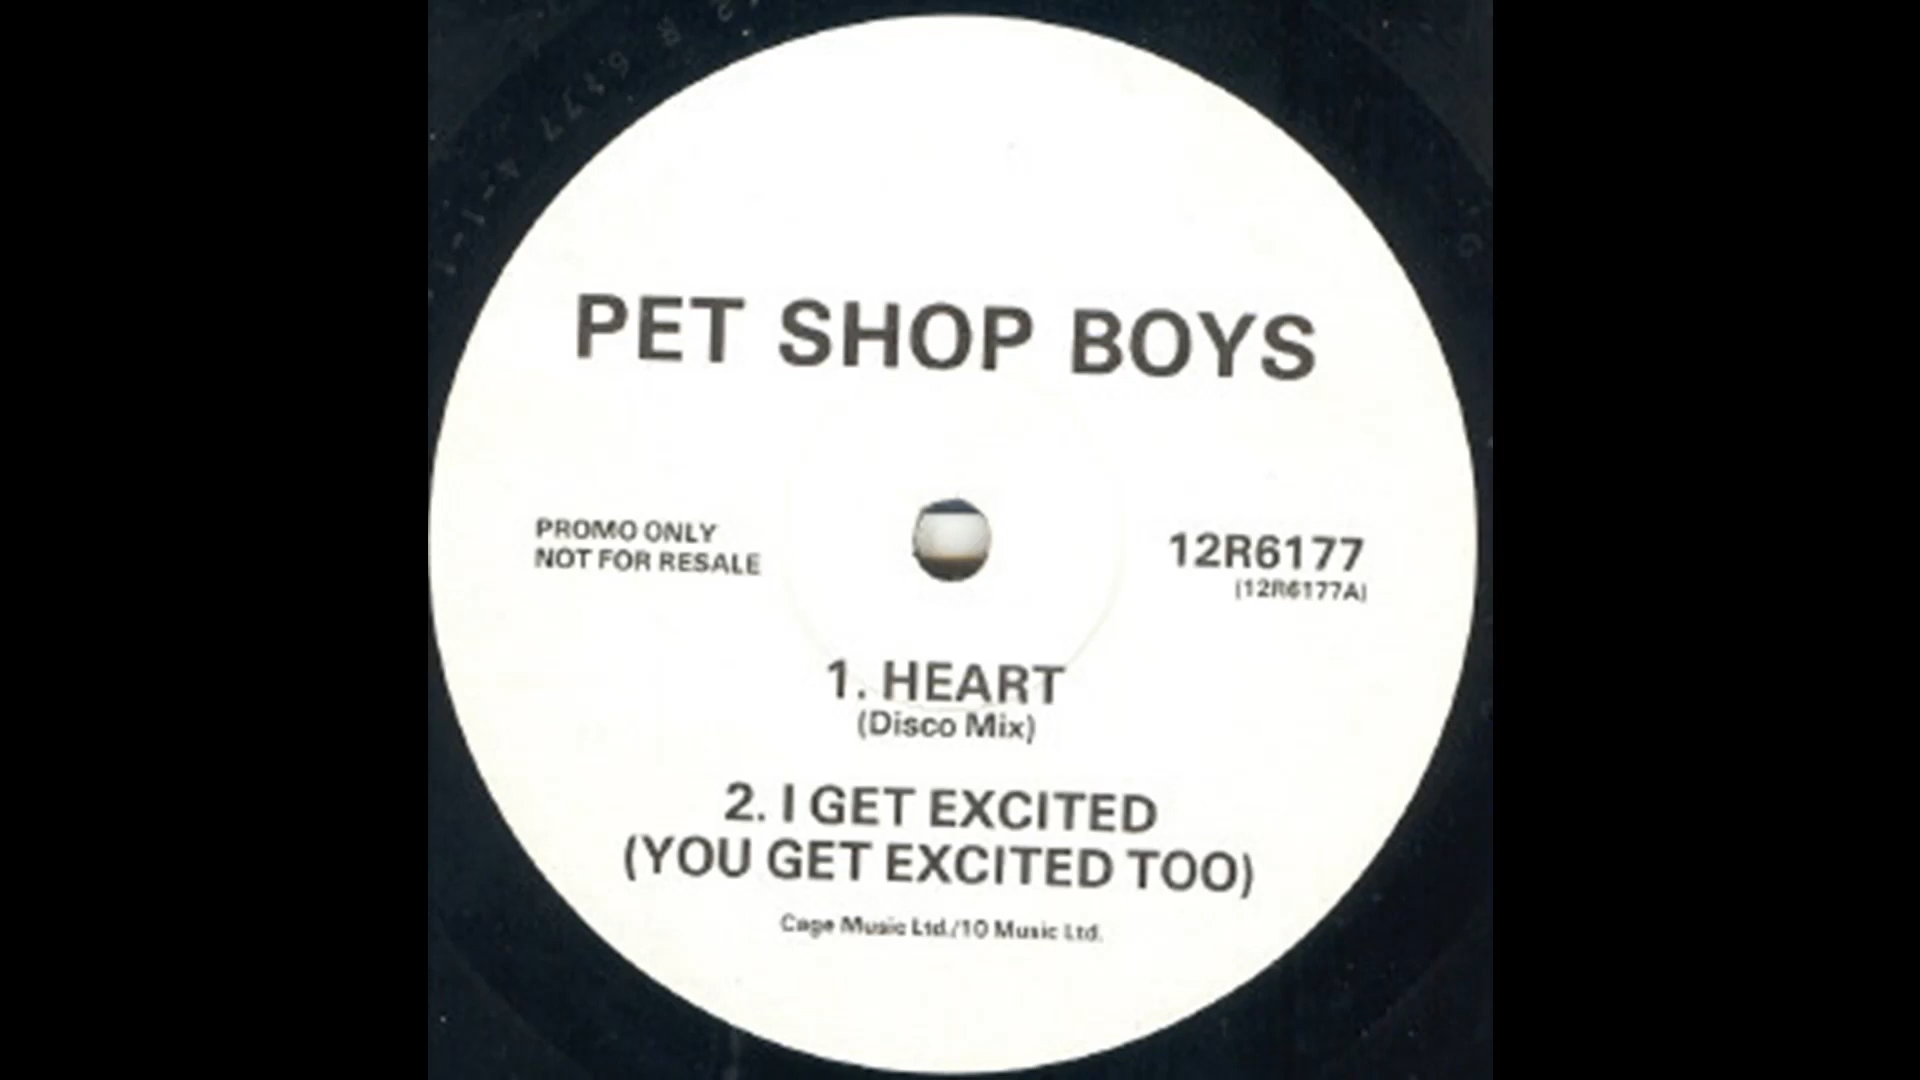 PET SHOP BOYS
PROMO ONLY
NOT FOR RESALE
12R6177
(12R6177A)
1. HEART
(Disco Mix)
2. I GET EXCITED
(YOU GET EXCITED TOO)
Cage Music Ltd./10 Music Ltd.